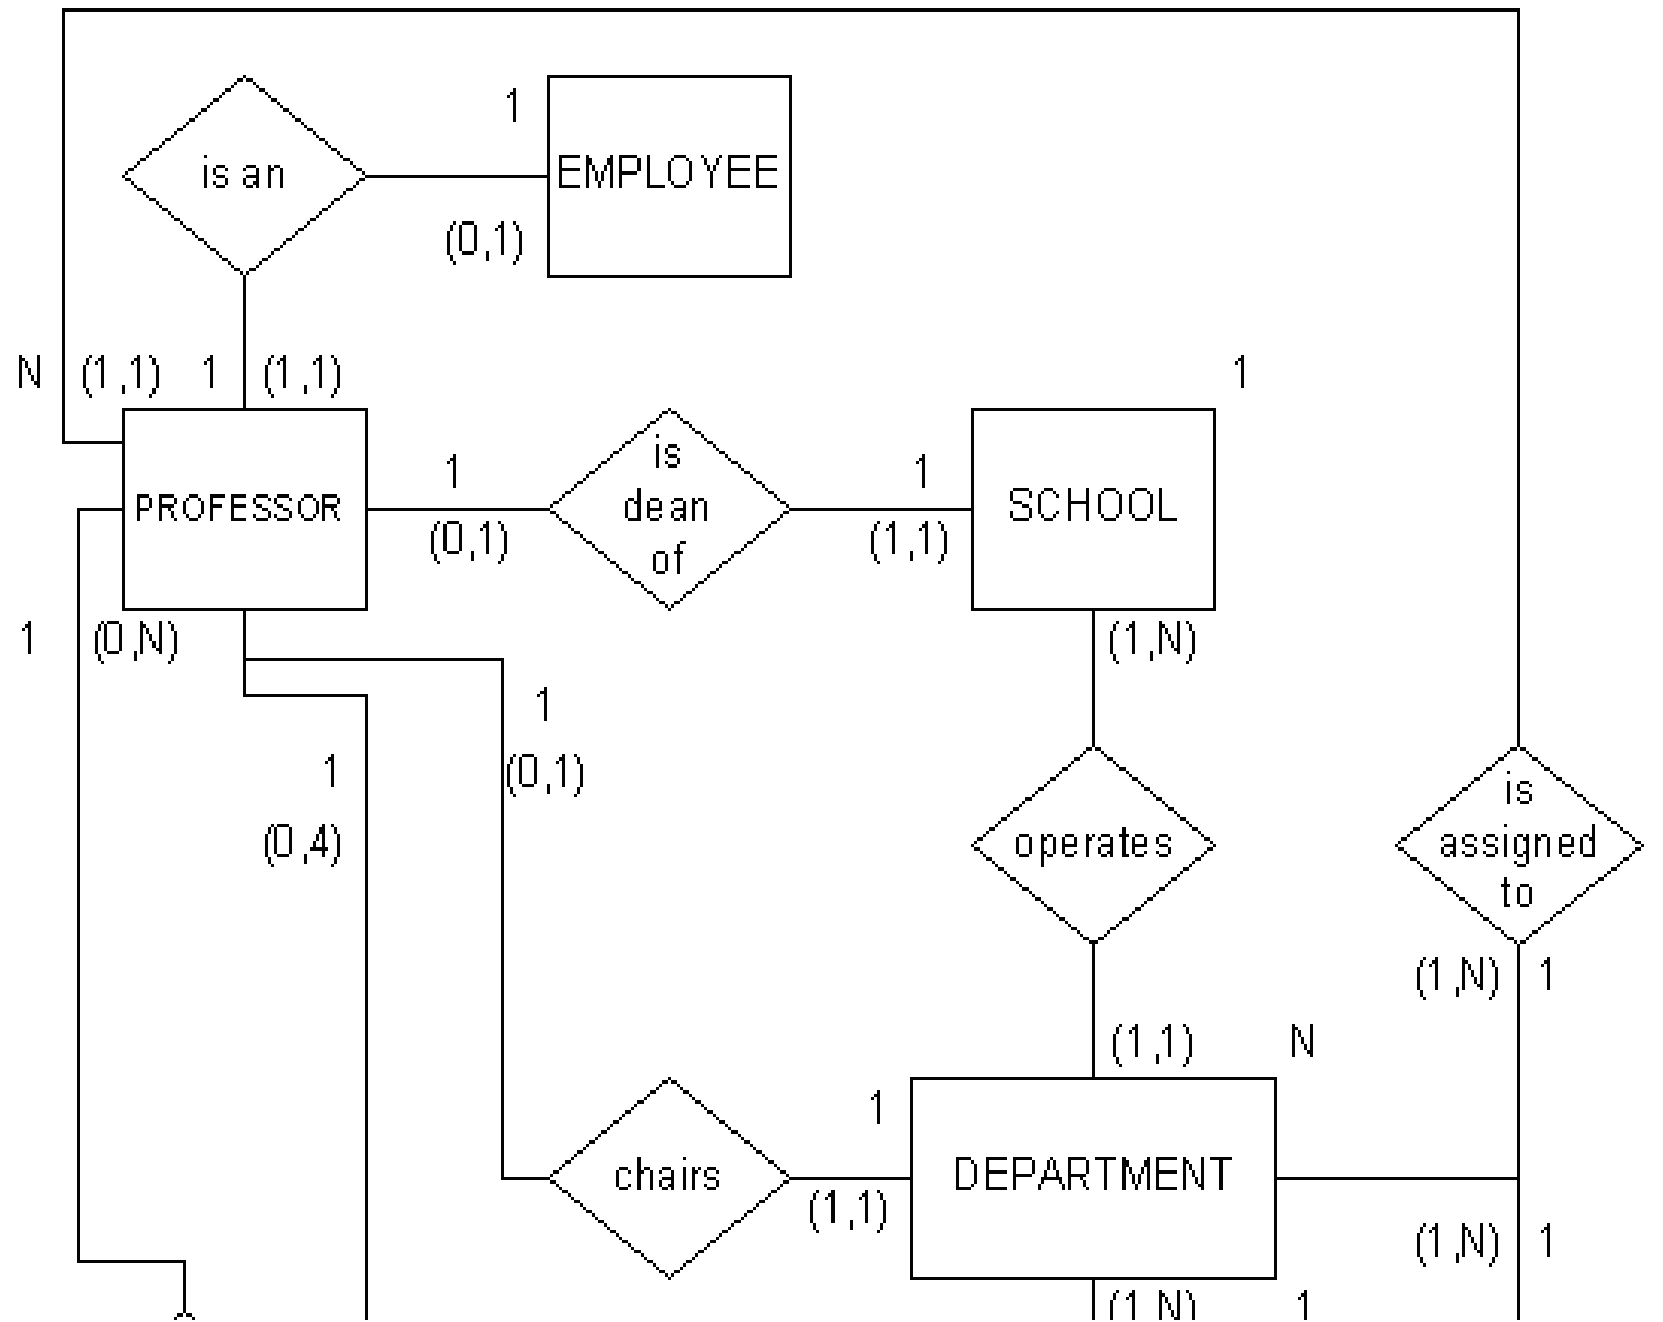 1
is an
EMPLOYEE
(0,1)
N
(1,1)
1
(1,1)
1
PROFESSOR
1
(0,1)
is
dean
of
1
(1,1)
SCHOOL
1
(0,N)
(1,N)
1
(0,1)
1
(0,4)
operates
is
assigned
to
(1,N)
1
(1,1)
N
chairs
1
(1,1)
DEPARTMENT
(1,N)
1
(1,N)
1